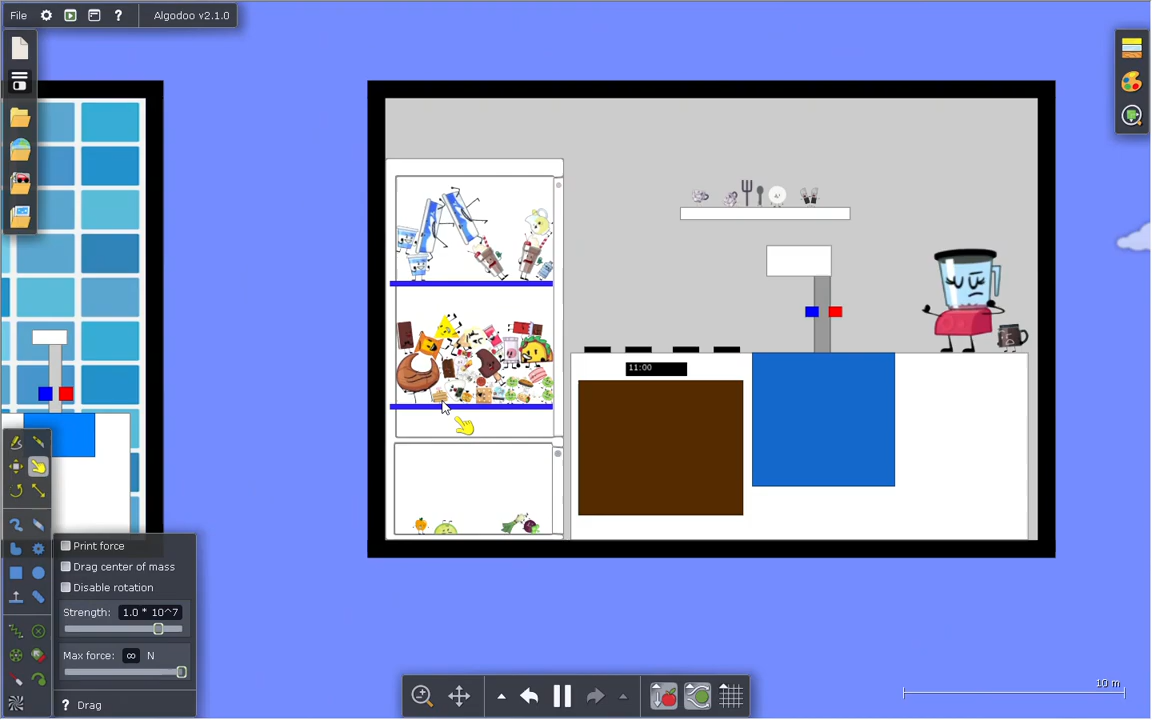 File ? Algodoo v2.1.0
11:00
Print force
Drag center of mass
Disable rotation
Strength: 1.0 * 10^7
Max force: ∞ N
? Drag
10 m